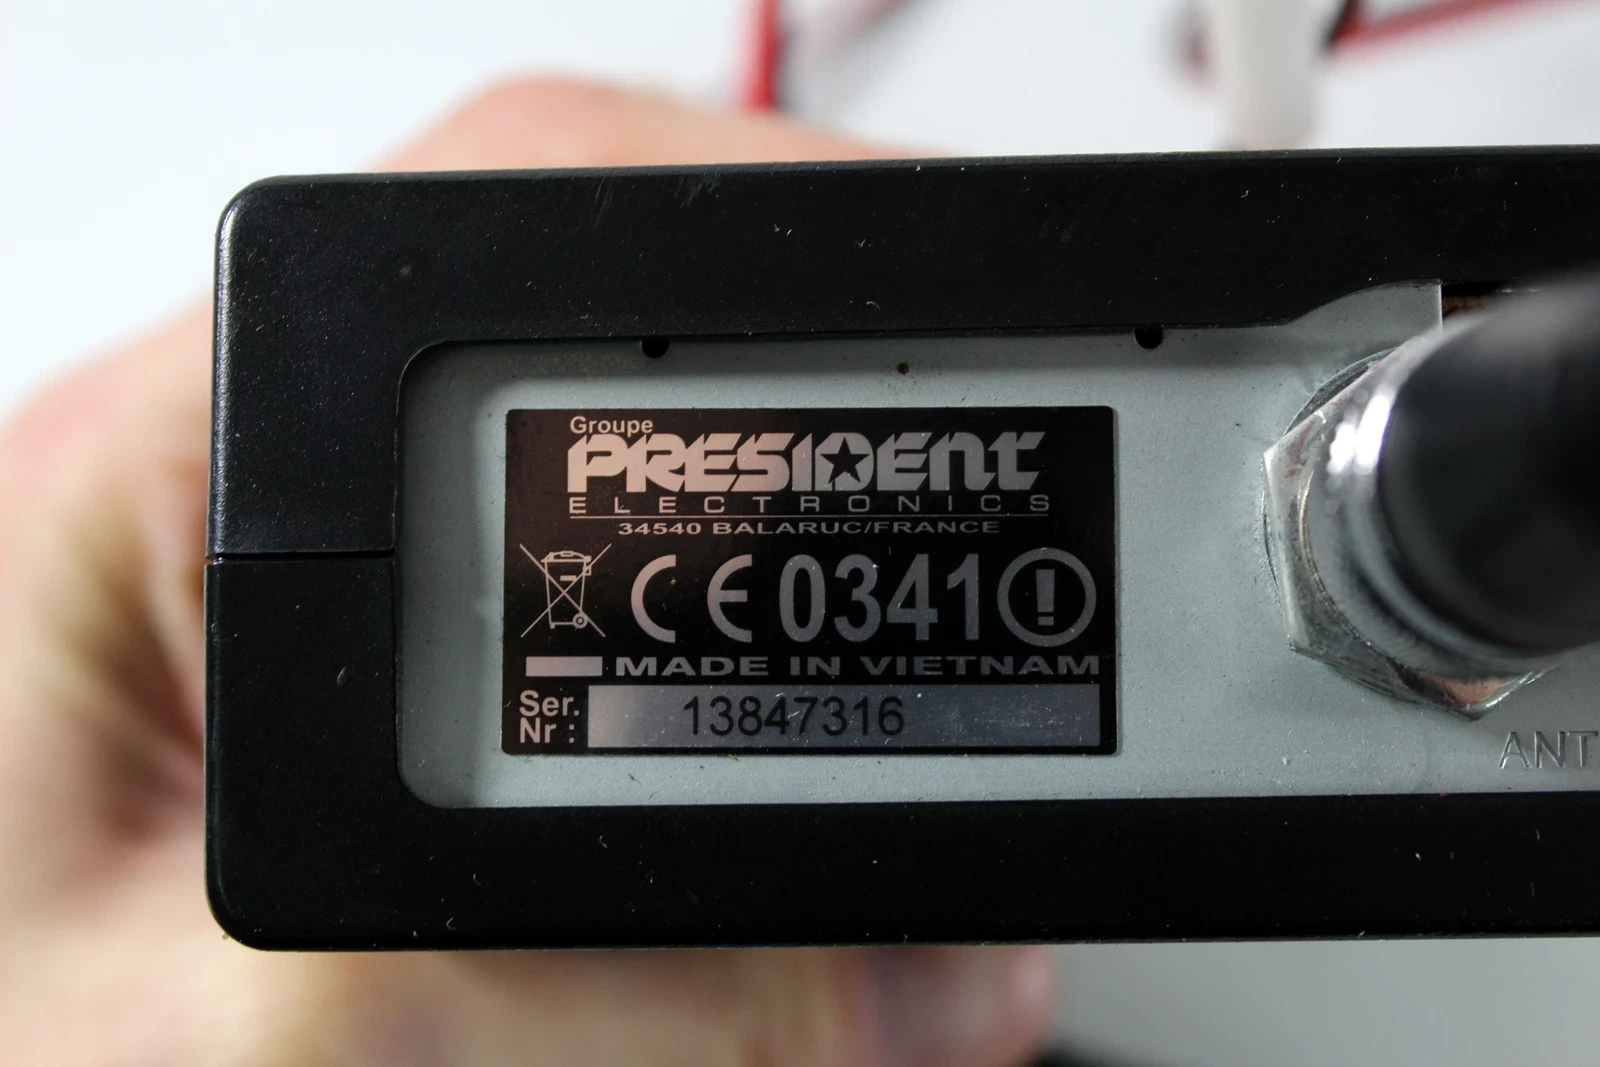 Groupe
PRESIDENT
ELECTRONICS
34540 BALARUC/FRANCE
CE 0341 !
MADE IN VIETNAM
Ser. Nr : 13847316
ANT